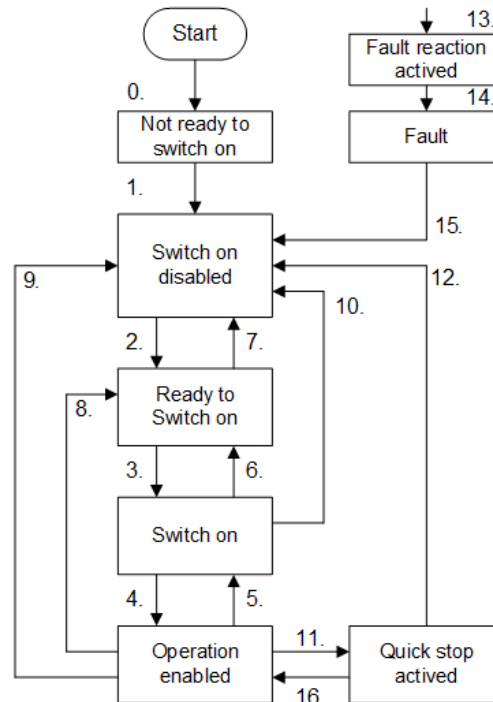 Start
13.
Fault reaction
actived
0.
14.
Not ready to
switch on
Fault
1.
15.
Switch on
disabled
9.
12.
10.
2.
7.
Ready to
Switch on
8.
3.
6.
Switch on
4.
5.
Operation
enabled
11.
Quick stop
actived
16